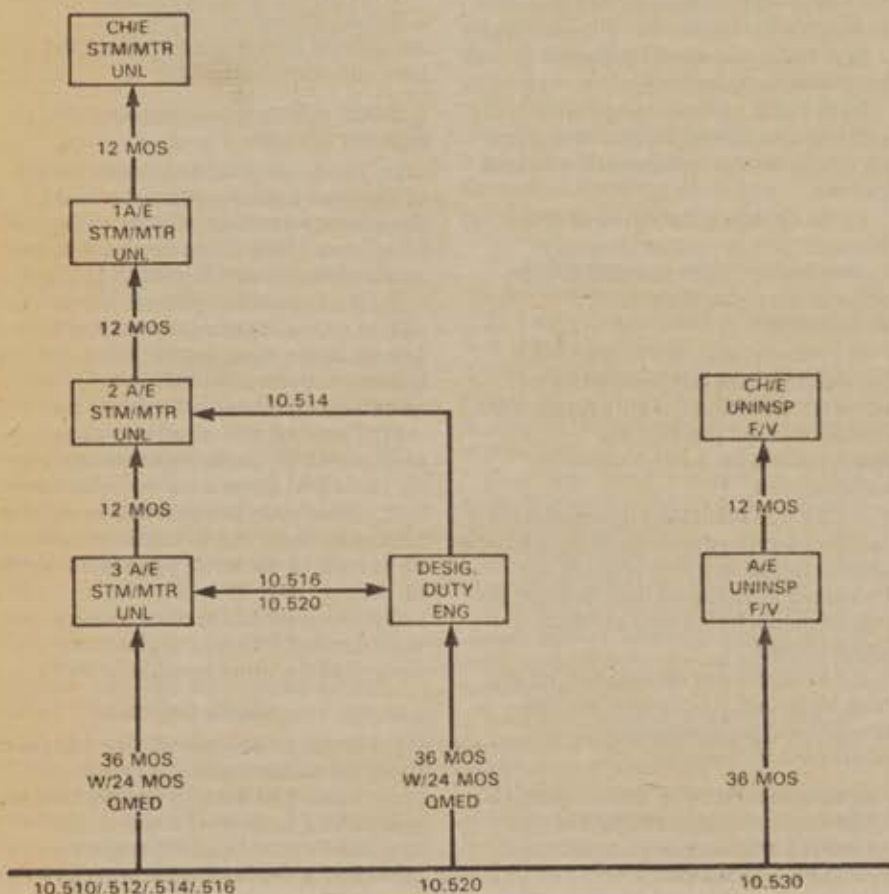 CH/E
STM/MTR
UNL
12 MOS
1A/E
STM/MTR
UNL
12 MOS
2 A/E
STM/MTR
UNL
10.514
CH/E
UNINSP
F/V
12 MOS
12 MOS
3 A/E
STM/MTR
UNL
10.516
10.520
DESIG.
DUTY
ENG
A/E
UNINSP
F/V
36 MOS
W/24 MOS
QMED
36 MOS
W/24 MOS
QMED
36 MOS
10.510/.512/.514/.516
10.520
10.530